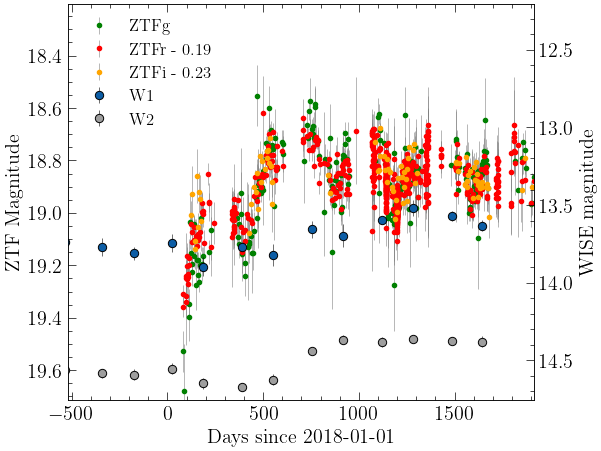 ZTFg
ZTFr - 0.19
ZTFi - 0.23
W1
W2
ZTF Magnitude
18.4
18.6
18.8
19.0
19.2
19.4
19.6
WISE magnitude
12.5
13.0
13.5
14.0
14.5
−500
0
500
1000
1500
Days since 2018-01-01